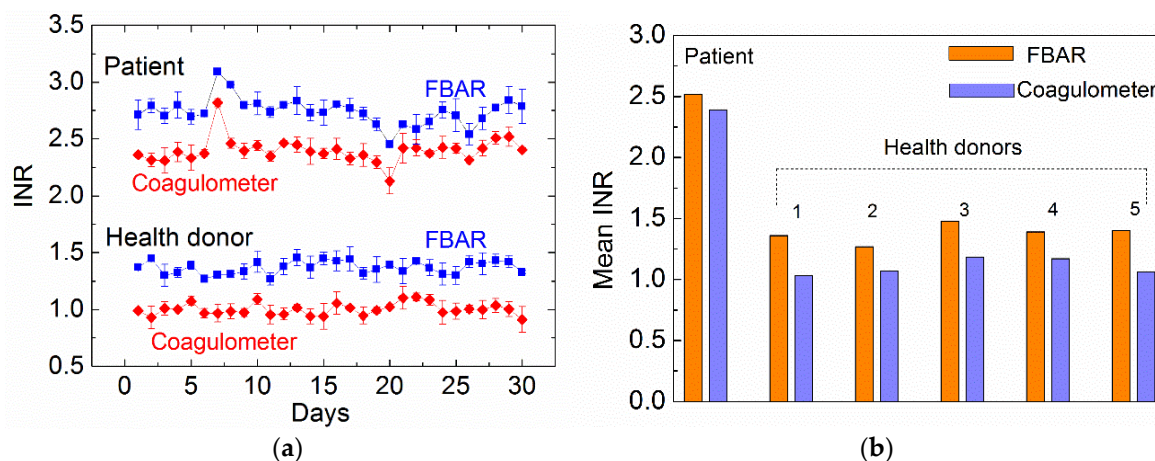 3.5
3.0
2.5
2.0
1.5
1.0
0.5
INR
Patient
FBAR
Coagulometer
Health donor
FBAR
Coagulometer
0 5 10 15 20 25 30
Days
(a)
3.0
2.5
2.0
1.5
1.0
0.5
0.0
Mean INR
Patient
FBAR
Coagulometer
Health donors
1 2 3 4 5
(b)